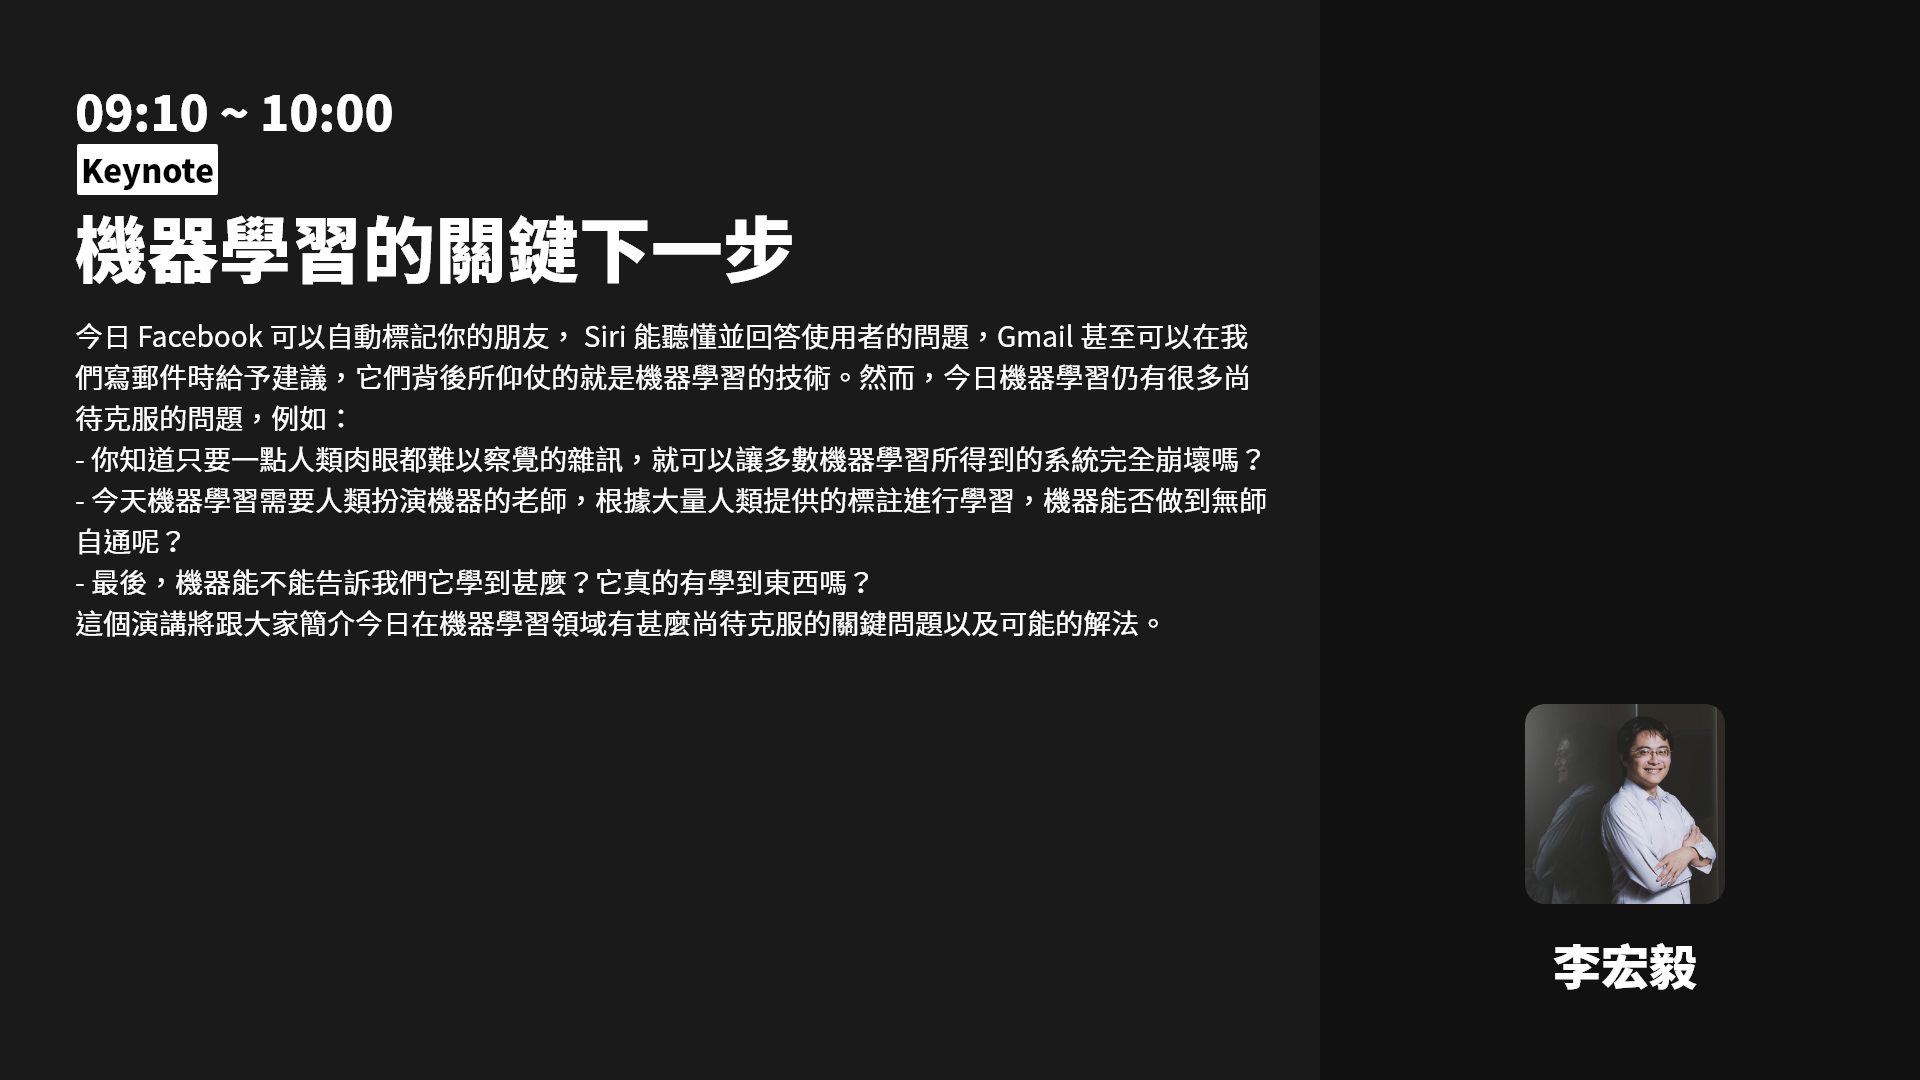 09:10 ~ 10:00
Keynote
機器學習的關鍵下一步
今日 Facebook 可以自動標記你的朋友， Siri 能聽懂並回答使用者的問題，Gmail 甚至可以在我
們寫郵件時給予建議，它們背後所仰仗的就是機器學習的技術。然而，今日機器學習仍有很多尚
待克服的問題，例如：
- 你知道只要一點人類肉眼都難以察覺的雜訊，就可以讓多數機器學習所得到的系統完全崩壞嗎？
- 今天機器學習需要人類扮演機器的老師，根據大量人類提供的標註進行學習，機器能否做到無師
自通呢？
- 最後，機器能不能告訴我們它學到甚麼？它真的有學到東西嗎？
這個演講將跟大家簡介今日在機器學習領域有甚麼尚待克服的關鍵問題以及可能的解法。
李宏毅